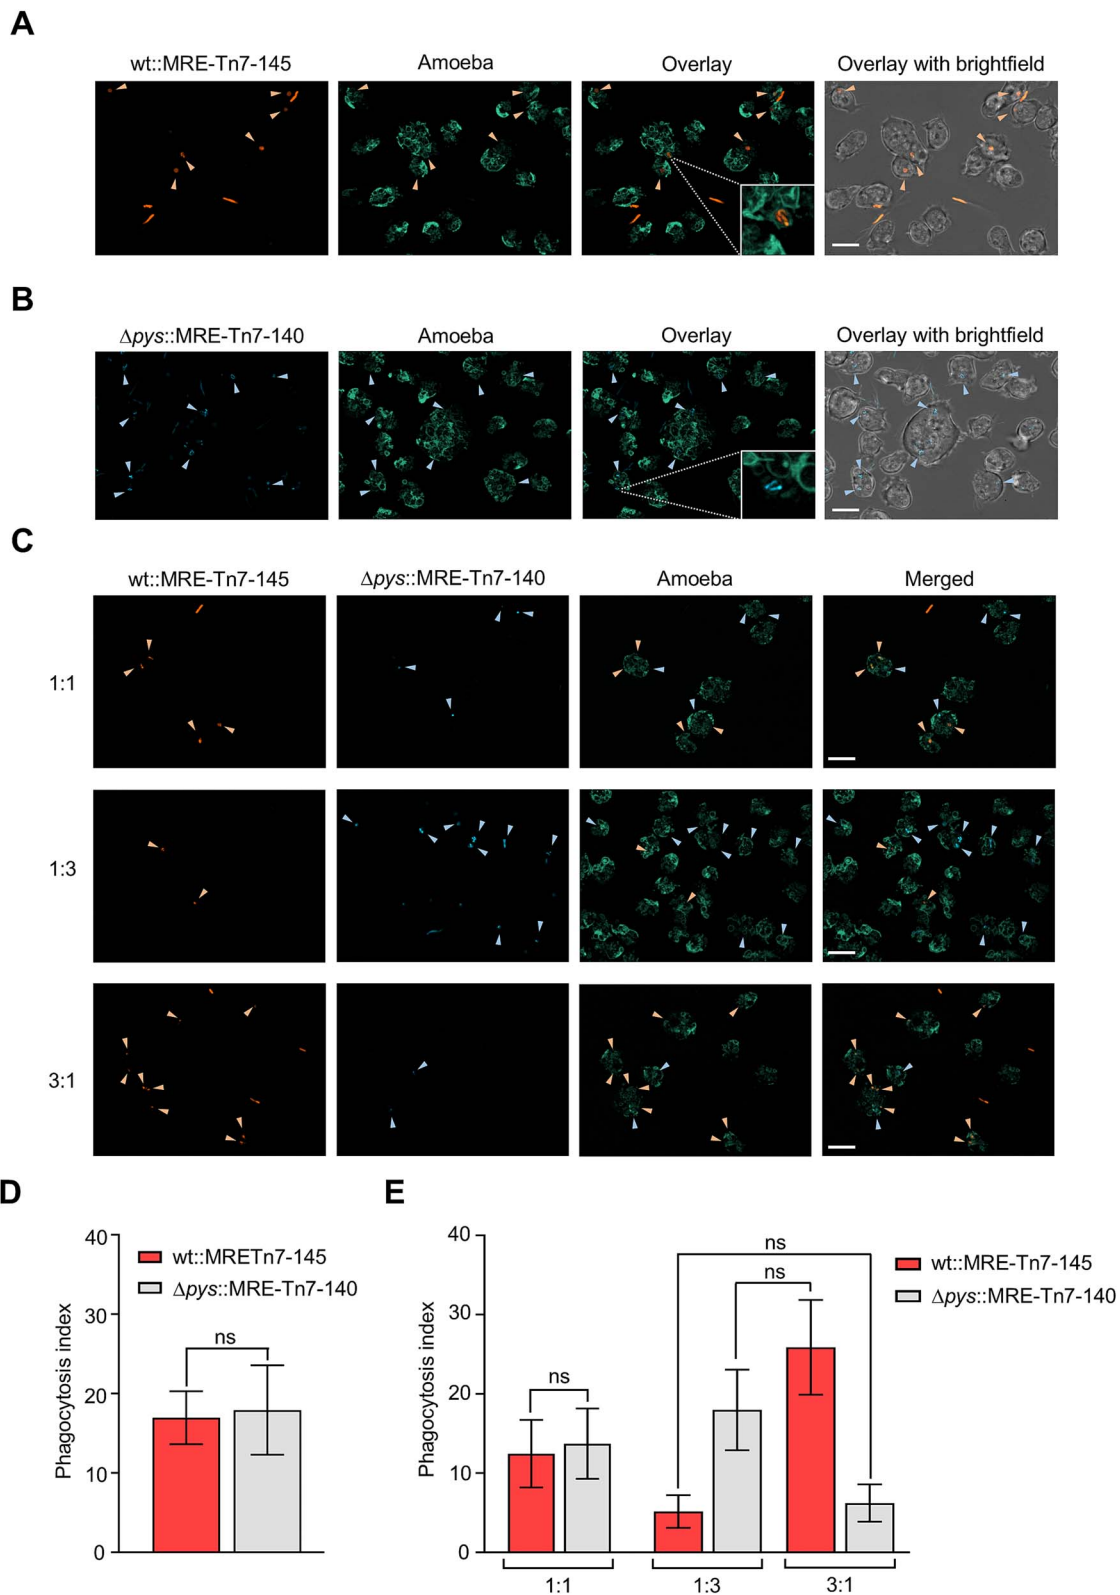 A
wt::MRE-Tn7-145 Amoeba Overlay Overlay with brightfield
B
Δpys::MRE-Tn7-140 Amoeba Overlay Overlay with brightfield
C
wt::MRE-Tn7-145 Δpys::MRE-Tn7-140 Amoeba Merged
1:1
1:3
3:1
D
Phagocytosis index
40
30
20
10
0
wt::MRETn7-145
Δpys::MRE-Tn7-140
ns
E
Phagocytosis index
40
30
20
10
0
ns
ns
ns
wt::MRE-Tn7-145
Δpys::MRE-Tn7-140
1:1 1:3 3:1